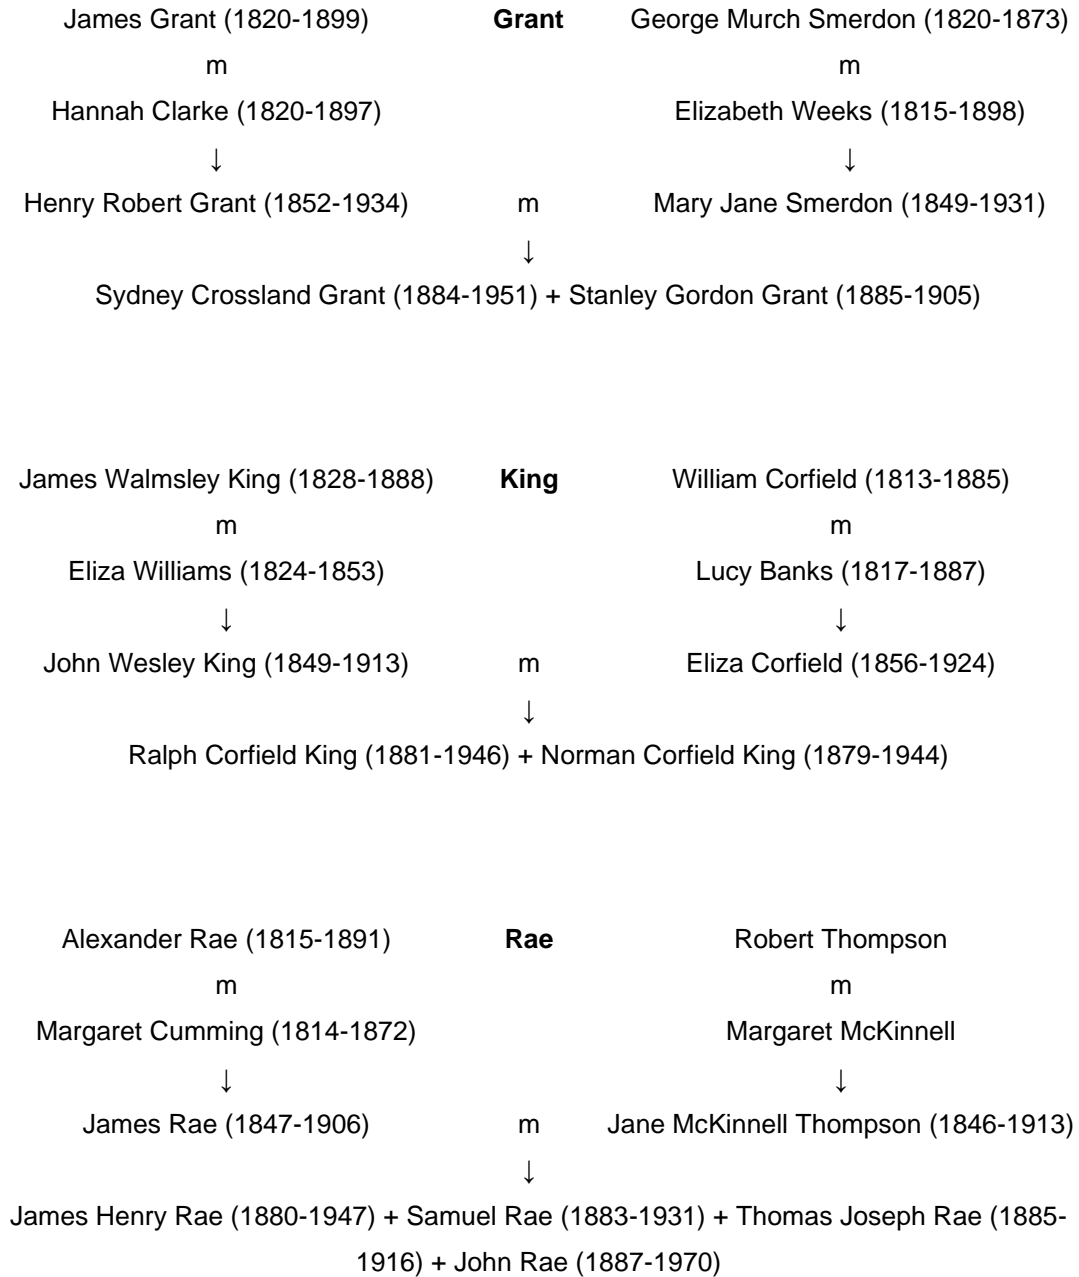 James Grant (1820-1899) Grant George Murch Smerdon (1820-1873)
m m
Hannah Clarke (1820-1897) Elizabeth Weeks (1815-1898)
↓ ↓
Henry Robert Grant (1852-1934) m Mary Jane Smerdon (1849-1931)
↓
Sydney Crossland Grant (1884-1951) + Stanley Gordon Grant (1885-1905)
James Walmsley King (1828-1888) King William Corfield (1813-1885)
m m
Eliza Williams (1824-1853) Lucy Banks (1817-1887)
↓ ↓
John Wesley King (1849-1913) m Eliza Corfield (1856-1924)
↓
Ralph Corfield King (1881-1946) + Norman Corfield King (1879-1944)
Alexander Rae (1815-1891) Rae Robert Thompson
m m
Margaret Cumming (1814-1872) Margaret McKinnell
↓ ↓
James Rae (1847-1906) m Jane McKinnell Thompson (1846-1913)
↓
James Henry Rae (1880-1947) + Samuel Rae (1883-1931) + Thomas Joseph Rae (1885-
1916) + John Rae (1887-1970)